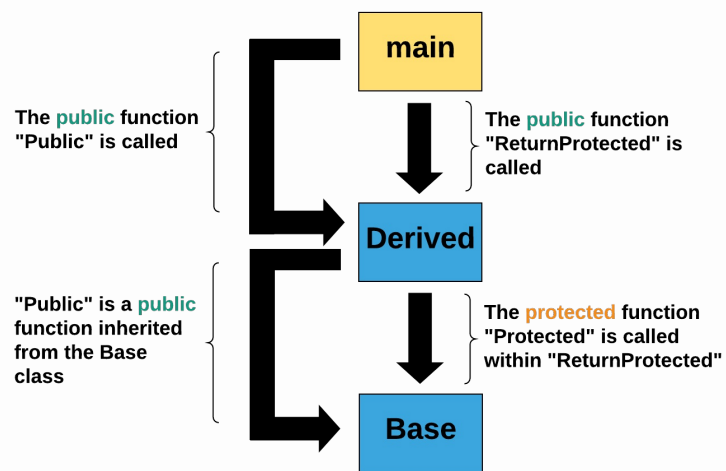 main
The public function
"Public" is called
The public function
"ReturnProtected" is
called
Derived
"Public" is a public
function inherited
from the Base
class
The protected function
"Protected" is called
within "ReturnProtected"
Base